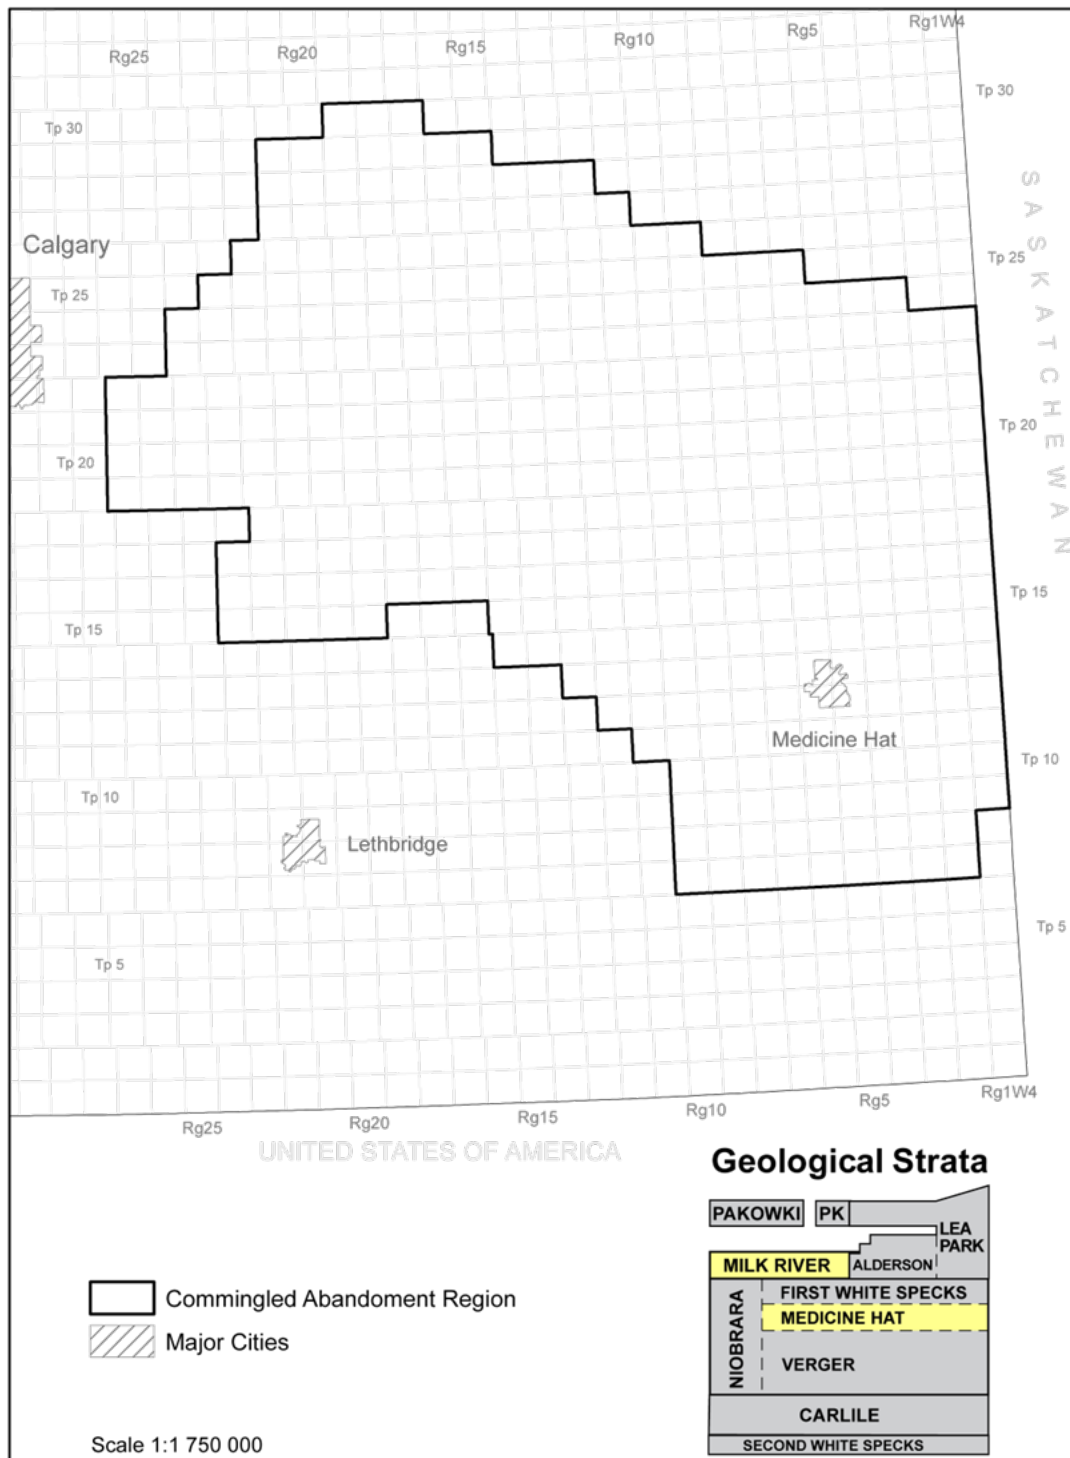 Rg25
Rg20
Rg15
Rg10
Rg5
Rg1W4
Tp 30
Tp 30
SASKATCHEWAN
Calgary
Tp 25
Tp 25
Tp 20
Tp 20
Tp 15
Tp 15
Medicine Hat
Tp 10
Tp 10
Lethbridge
Tp 5
Tp 5
Rg25
Rg20
Rg15
Rg10
Rg5
Rg1W4
UNITED STATES OF AMERICA
Geological Strata
PAKOWKI
PK
LEA
PARK
MILK RIVER
ALDERSON
NIOBRARA
FIRST WHITE SPECKS
MEDICINE HAT
VERGER
CARLILE
SECOND WHITE SPECKS
Commingled Abandoment Region
Major Cities
Scale 1:1 750 000